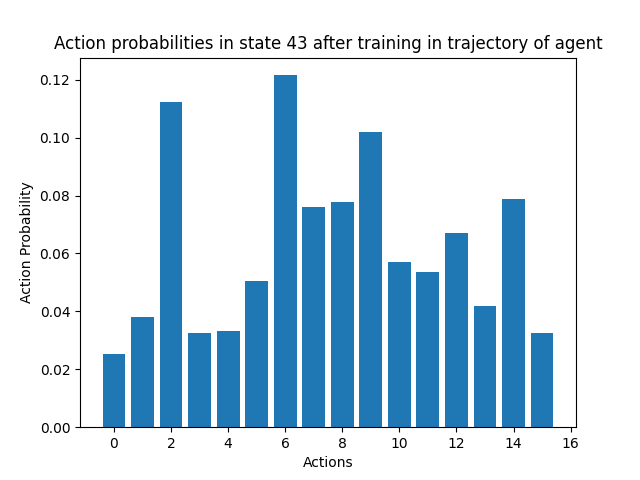 Action probabilities in state 43 after training in trajectory of agent
0.12
0.10
0.08
0.06
0.04
0.02
0.00
Action Probability
0 2 4 6 8 10 12 14 16
Actions